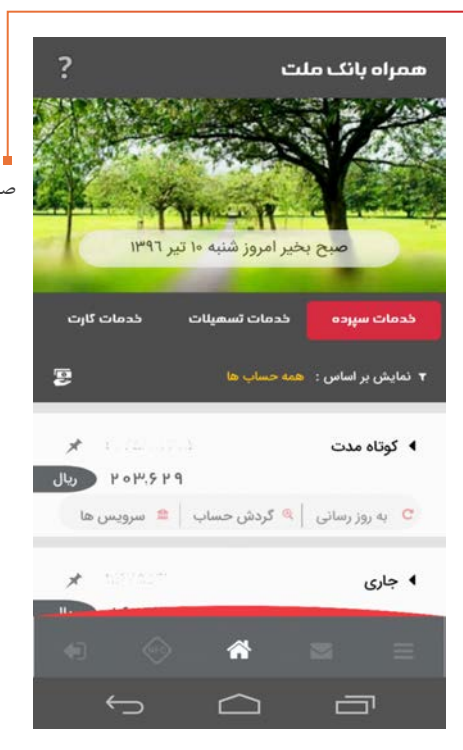 همراه بانک ملت ?
صبح بخیر امروز شنبه ۱۰ تیر ۱۳۹۶
خدمات سپرده خدمات تسهیلات خدمات کارت
نمایش بر اساس : همه حساب ها
کوتاه مدت
۲۰۳,۶۲۹ ریال
به روز رسانی | گردش حساب | سرویس ها
جاری
ریال